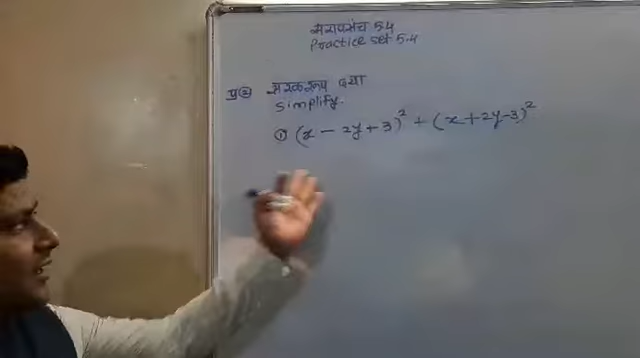 सरावसंच 5.4
Practice set 5.4
प्र② सरळरूप द्या
Simplify.
① (x - 2y + 3)² + (x + 2y - 3)²